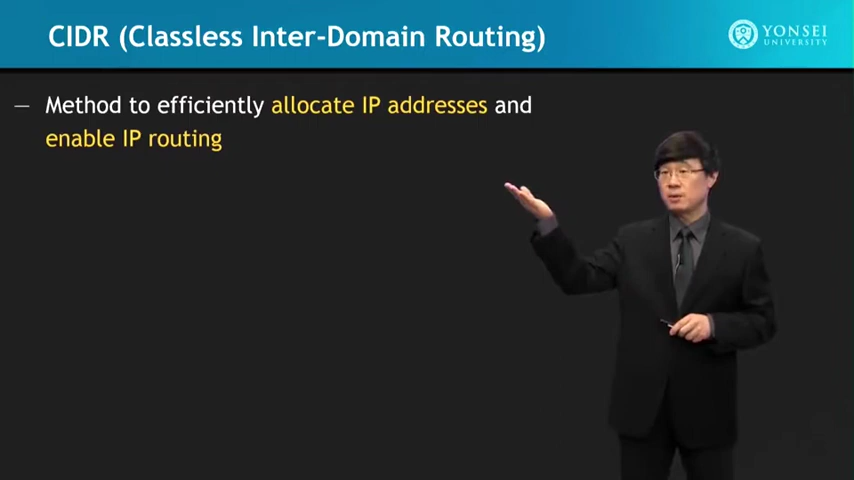 CIDR (Classless Inter-Domain Routing)
YONSEI
UNIVERSITY
— Method to efficiently allocate IP addresses and
enable IP routing